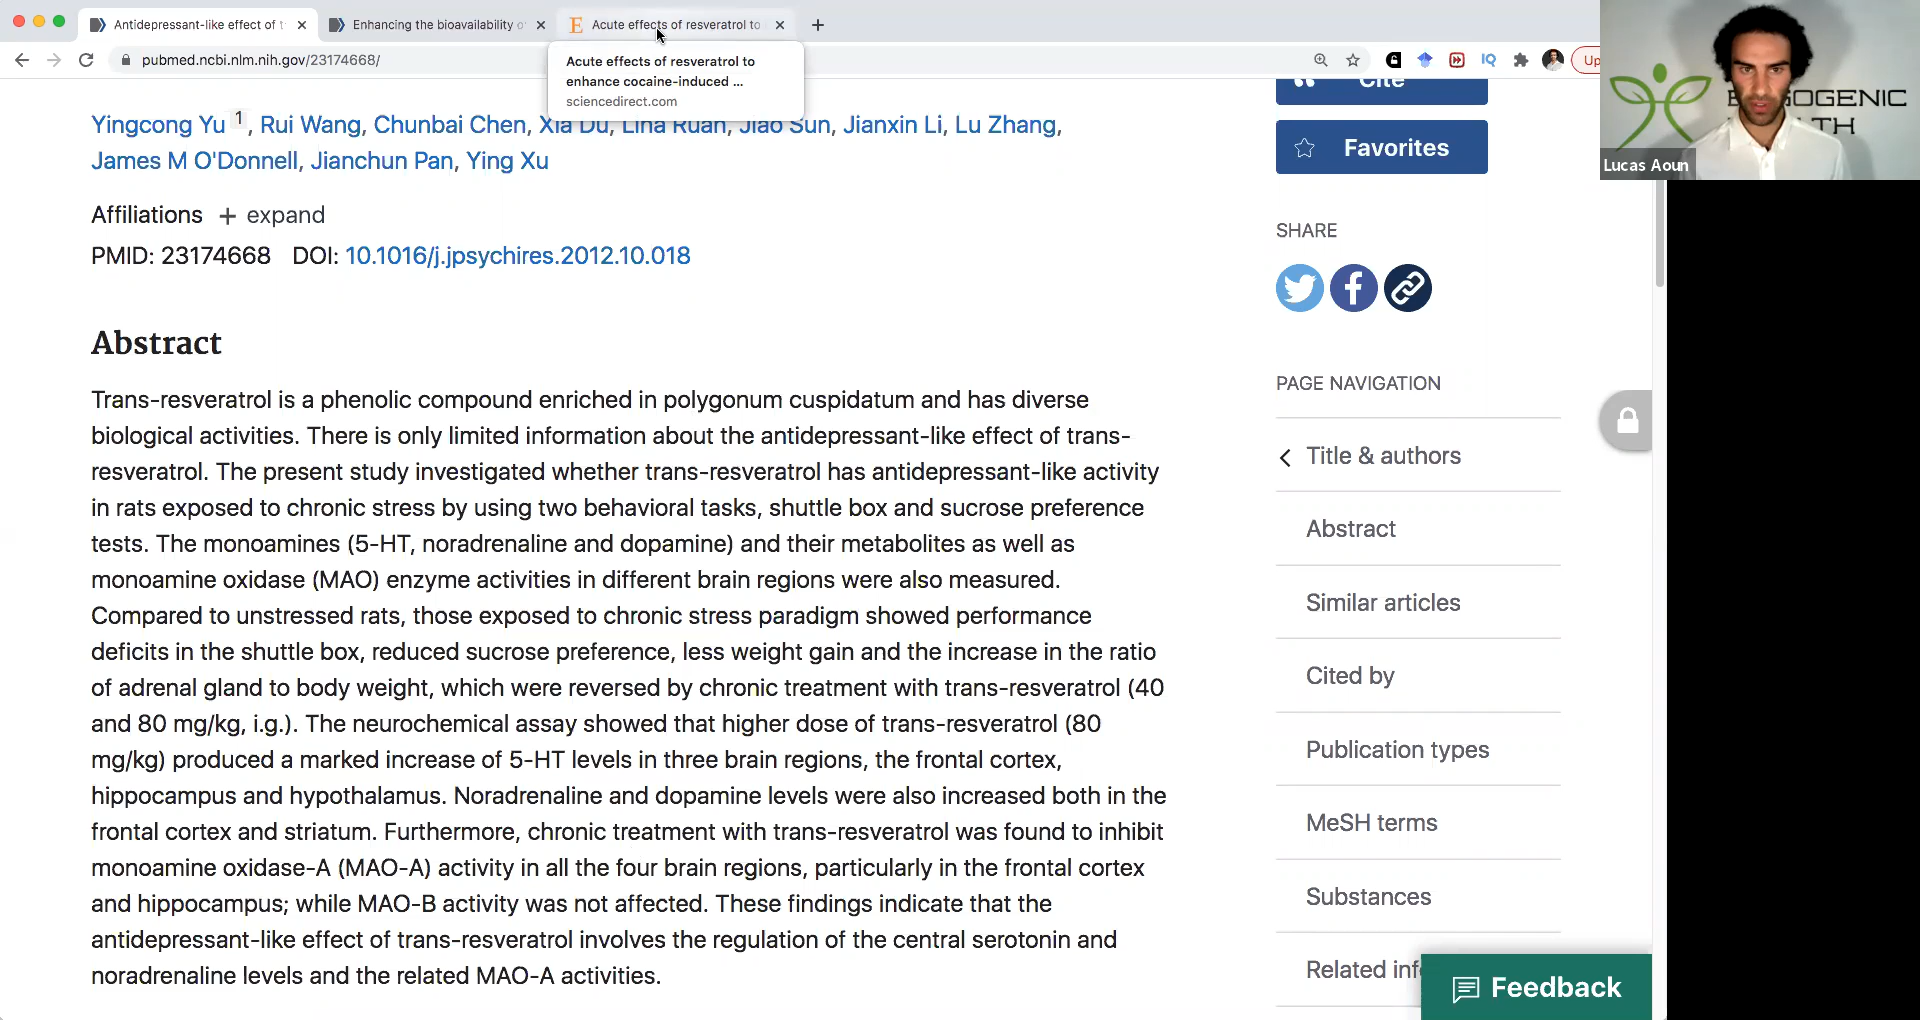 Antidepressant-like effect of t
Enhancing the bioavailability o
Acute effects of resveratrol to
pubmed.ncbi.nlm.nih.gov/23174668/
Acute effects of resveratrol to
enhance cocaine-induced ...
sciencedirect.com
IQ
Up
Yingcong Yu 1, Rui Wang, Chunbai Chen, Xia Du, Lina Ruan, Jiao Sun, Jianxin Li, Lu Zhang,
James M O'Donnell, Jianchun Pan, Ying Xu
Affiliations + expand
PMID: 23174668 DOI: 10.1016/j.jpsychires.2012.10.018
Abstract
Trans-resveratrol is a phenolic compound enriched in polygonum cuspidatum and has diverse
biological activities. There is only limited information about the antidepressant-like effect of trans-
resveratrol. The present study investigated whether trans-resveratrol has antidepressant-like activity
in rats exposed to chronic stress by using two behavioral tasks, shuttle box and sucrose preference
tests. The monoamines (5-HT, noradrenaline and dopamine) and their metabolites as well as
monoamine oxidase (MAO) enzyme activities in different brain regions were also measured.
Compared to unstressed rats, those exposed to chronic stress paradigm showed performance
deficits in the shuttle box, reduced sucrose preference, less weight gain and the increase in the ratio
of adrenal gland to body weight, which were reversed by chronic treatment with trans-resveratrol (40
and 80 mg/kg, i.g.). The neurochemical assay showed that higher dose of trans-resveratrol (80
mg/kg) produced a marked increase of 5-HT levels in three brain regions, the frontal cortex,
hippocampus and hypothalamus. Noradrenaline and dopamine levels were also increased both in the
frontal cortex and striatum. Furthermore, chronic treatment with trans-resveratrol was found to inhibit
monoamine oxidase-A (MAO-A) activity in all the four brain regions, particularly in the frontal cortex
and hippocampus; while MAO-B activity was not affected. These findings indicate that the
antidepressant-like effect of trans-resveratrol involves the regulation of the central serotonin and
noradrenaline levels and the related MAO-A activities.
Cite
Favorites
SHARE
PAGE NAVIGATION
Title & authors
Abstract
Similar articles
Cited by
Publication types
MeSH terms
Substances
Related inf
Feedback
OGENIC
TH
Lucas Aoun